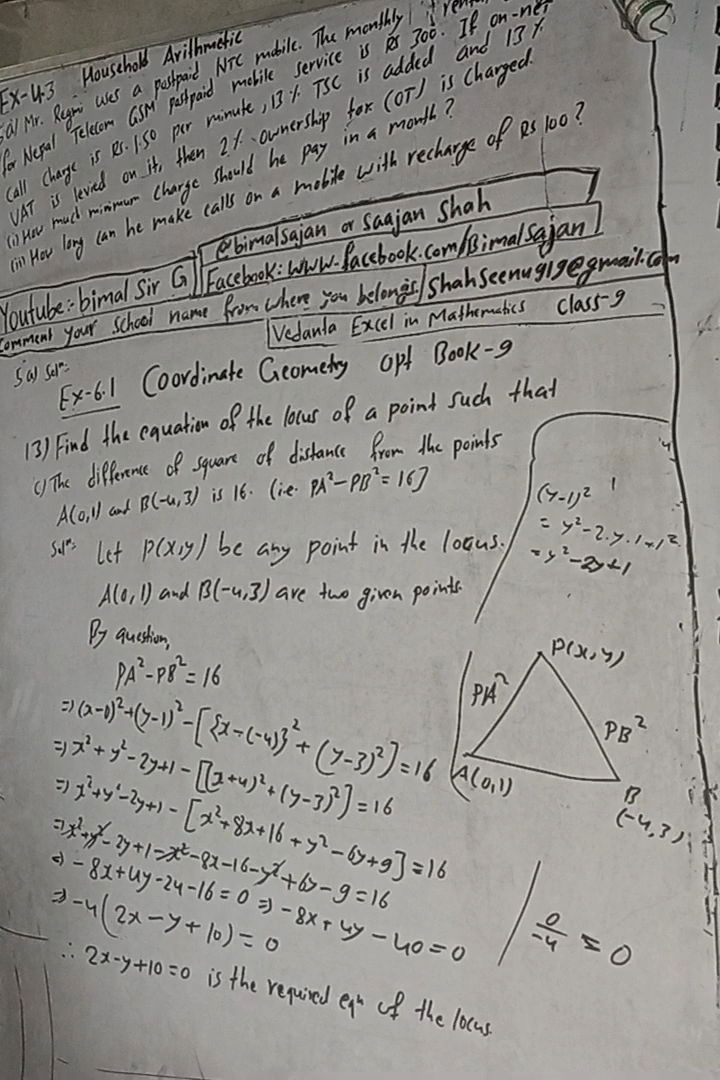 Ex-4.3 Household Arithmetic
5a) Mr. Regmi uses a postpaid NTC mobile. The monthly rental
for Nepal Telecom GSM postpaid mobile service is Rs 300. If on-net
call charge is Rs. 1.50 per minute, 13% TSC is added and 13%
VAT is levied on it, then 2% ownership tax (OT) is charged.
(i) How much minimum charge should he pay in a month?
(ii) How long can he make calls on a mobile with recharge of Rs 100?
@bimalsajan or Saajan Shah
Youtube:- bimal Sir G Facebook: www.facebook.com/Bimalsajan
Comment your school name from where you belongs. Shahseenu919@gmail.com
Vedanta Excel in Mathematics Class-9
5a) Solⁿ:
Ex-6.1 Coordinate Geometry opt Book-9
13) Find the equation of the locus of a point such that
c) The difference of square of distance from the points
A(0,1) and B(-4,3) is 16. (i.e. PA²-PB²=16]
Solⁿ: Let P(x,y) be any point in the locus.
A(0,1) and B(-4,3) are two given points.
(y-1)²
= y²-2.y.1+1²
= y²-2y+1
By question,
PA²-PB²=16
⇒(x-0)²+(y-1)²-[{x-(-4)}²+(y-3)²]=16
⇒x²+y²-2y+1-[(x+4)²+(y-3)²]=16
⇒x²+y²-2y+1-[x²+8x+16+y²-6y+9]=16
⇒x²+y²-2y+1-x²-8x-16-y²+6y-9=16
⇒-8x+4y-24-16=0 ⇒-8x+4y-40=0
⇒-4(2x-y+10)=0
∴ 2x-y+10=0 is the required eqn of the locus
P(x,y)
PA²
PB²
A(0,1)
B
(-4,3)
0/-4 = 0